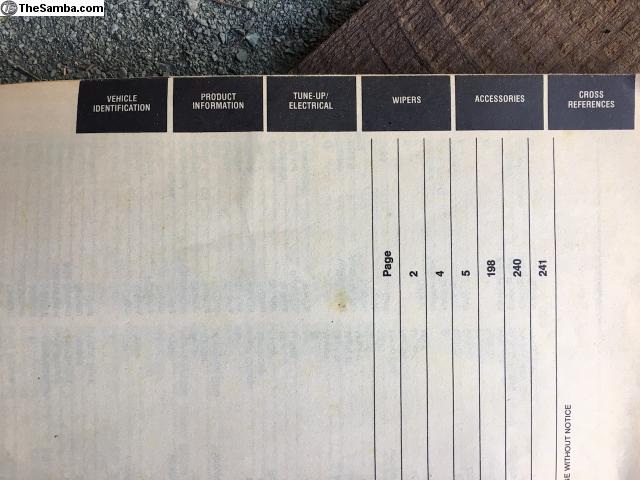 TheSamba.com
VEHICLE
IDENTIFICATION
PRODUCT
INFORMATION
TUNE-UP/
ELECTRICAL
WIPERS
ACCESSORIES
CROSS
REFERENCES
Page
2
4
5
198
240
241
WITHOUT NOTICE